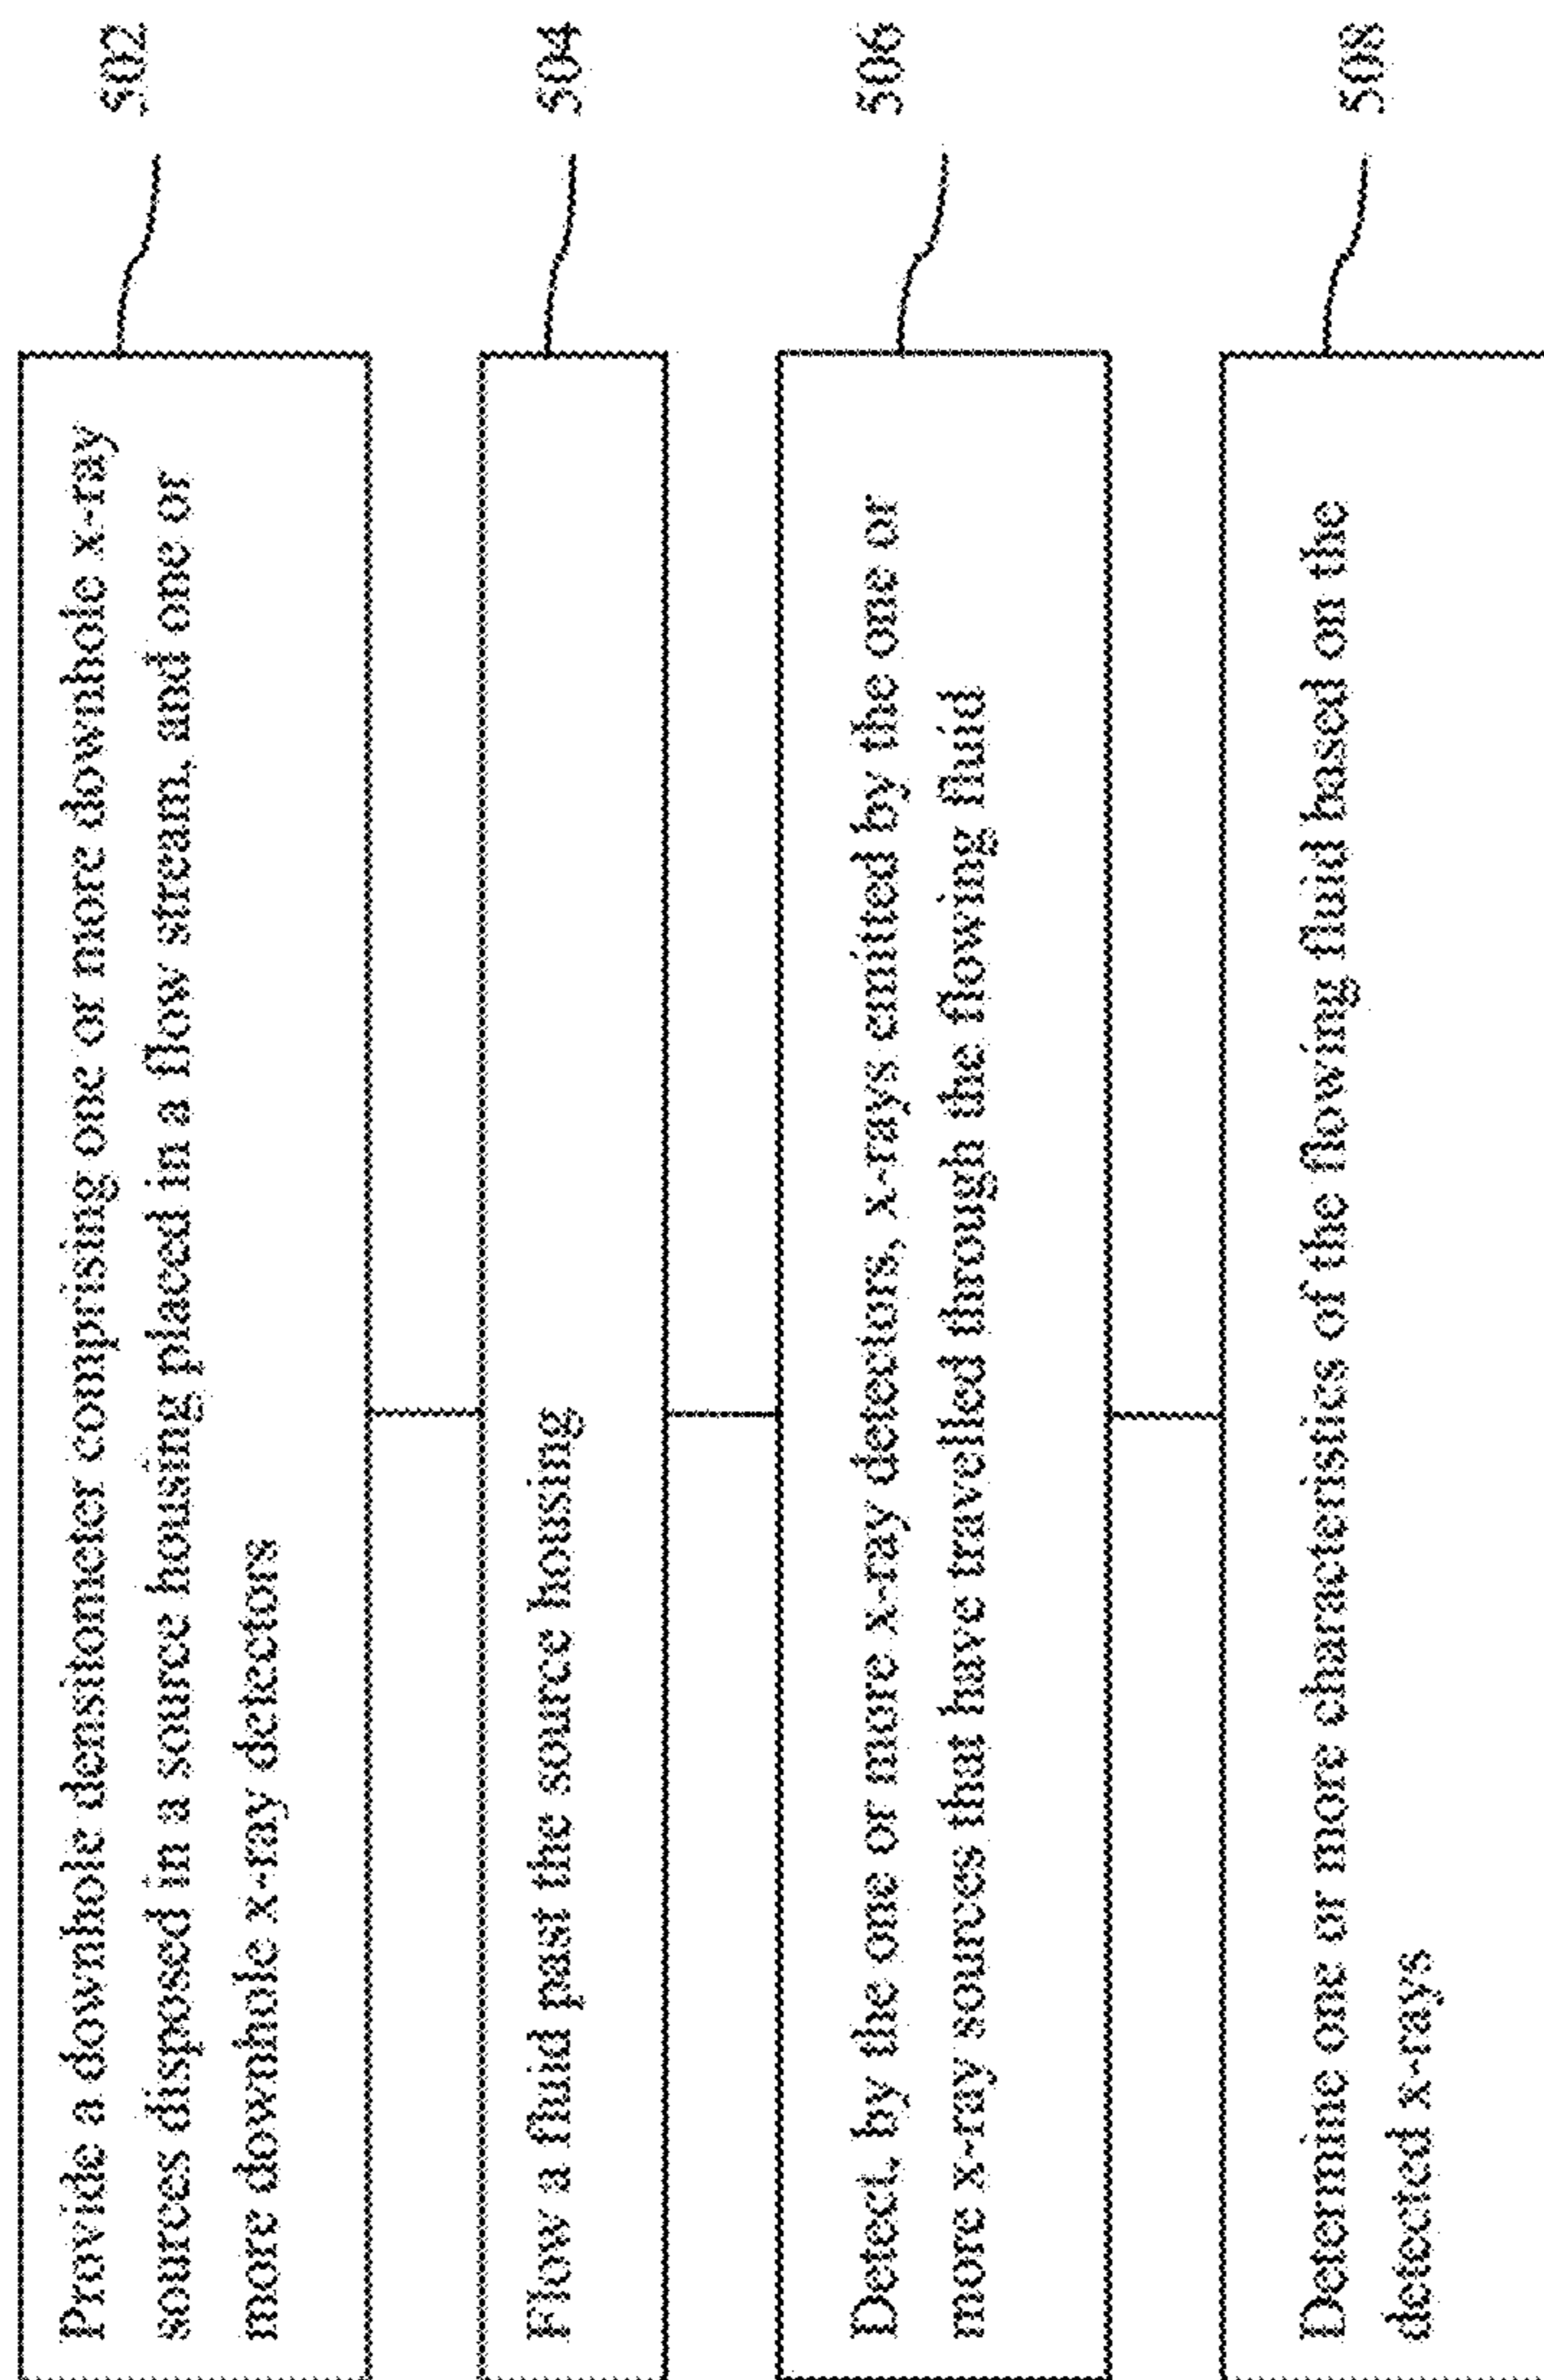 Provide a downhole densitometer comprising one or more downhole x-ray
sources disposed in a source housing placed in a flow stream, and one or
more downhole x-ray detectors
502
Flow a fluid past the source housing
504
Detect, by the one or more x-ray detectors, x-rays emitted by the one or
more x-ray sources that have travelled through the flowing fluid
506
Determine one or more characteristics of the flowing fluid based on the
detected x-rays
508